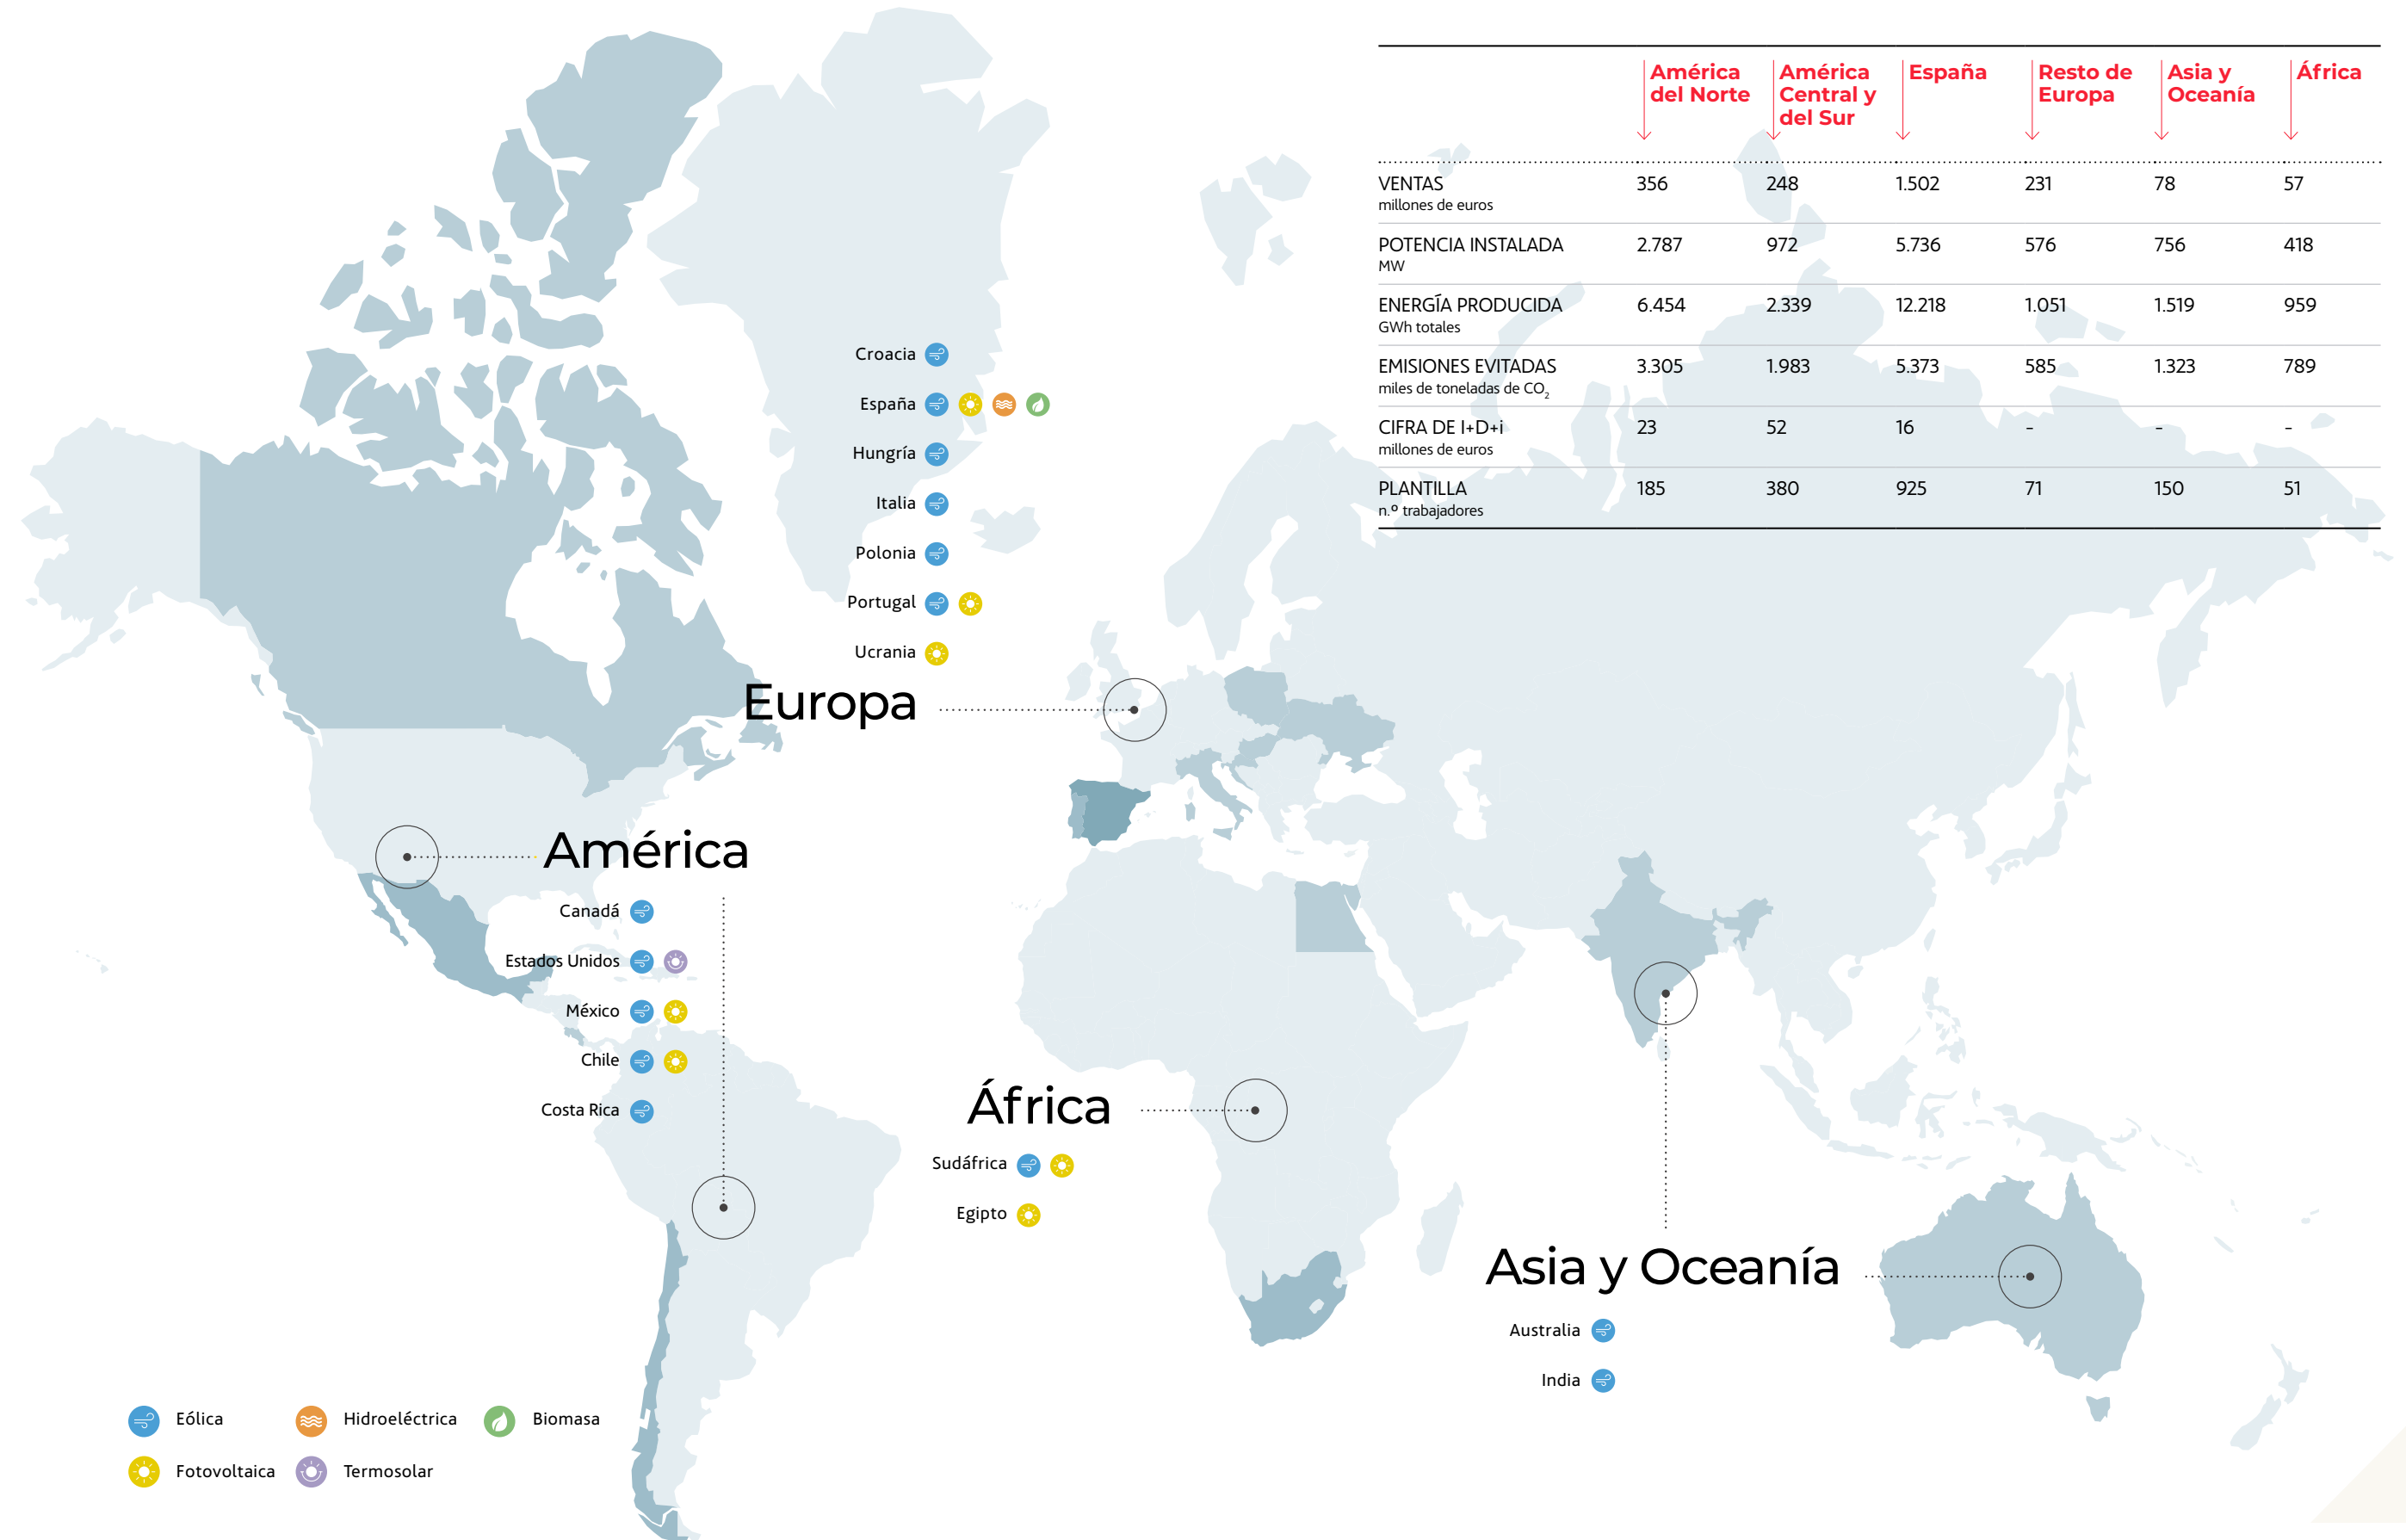 América del Norte
América Central y del Sur
España
Resto de Europa
Asia y Oceanía
África
VENTAS 356 248 1.502 231 78 57
millones de euros
POTENCIA INSTALADA 2.787 972 5.736 576 756 418
MW
ENERGÍA PRODUCIDA 6.454 2.339 12.218 1.051 1.519 959
GWh totales
EMISIONES EVITADAS 3.305 1.983 5.373 585 1.323 789
miles de toneladas de CO2
CIFRA DE I+D+i 23 52 16 - - -
millones de euros
PLANTILLA 185 380 925 71 150 51
n.º trabajadores
Croacia
España
Hungría
Italia
Polonia
Portugal
Ucrania
Europa
América
Canadá
Estados Unidos
México
Chile
Costa Rica
África
Sudáfrica
Egipto
Asia y Oceanía
Australia
India
Eólica
Hidroeléctrica
Biomasa
Fotovoltaica
Termosolar